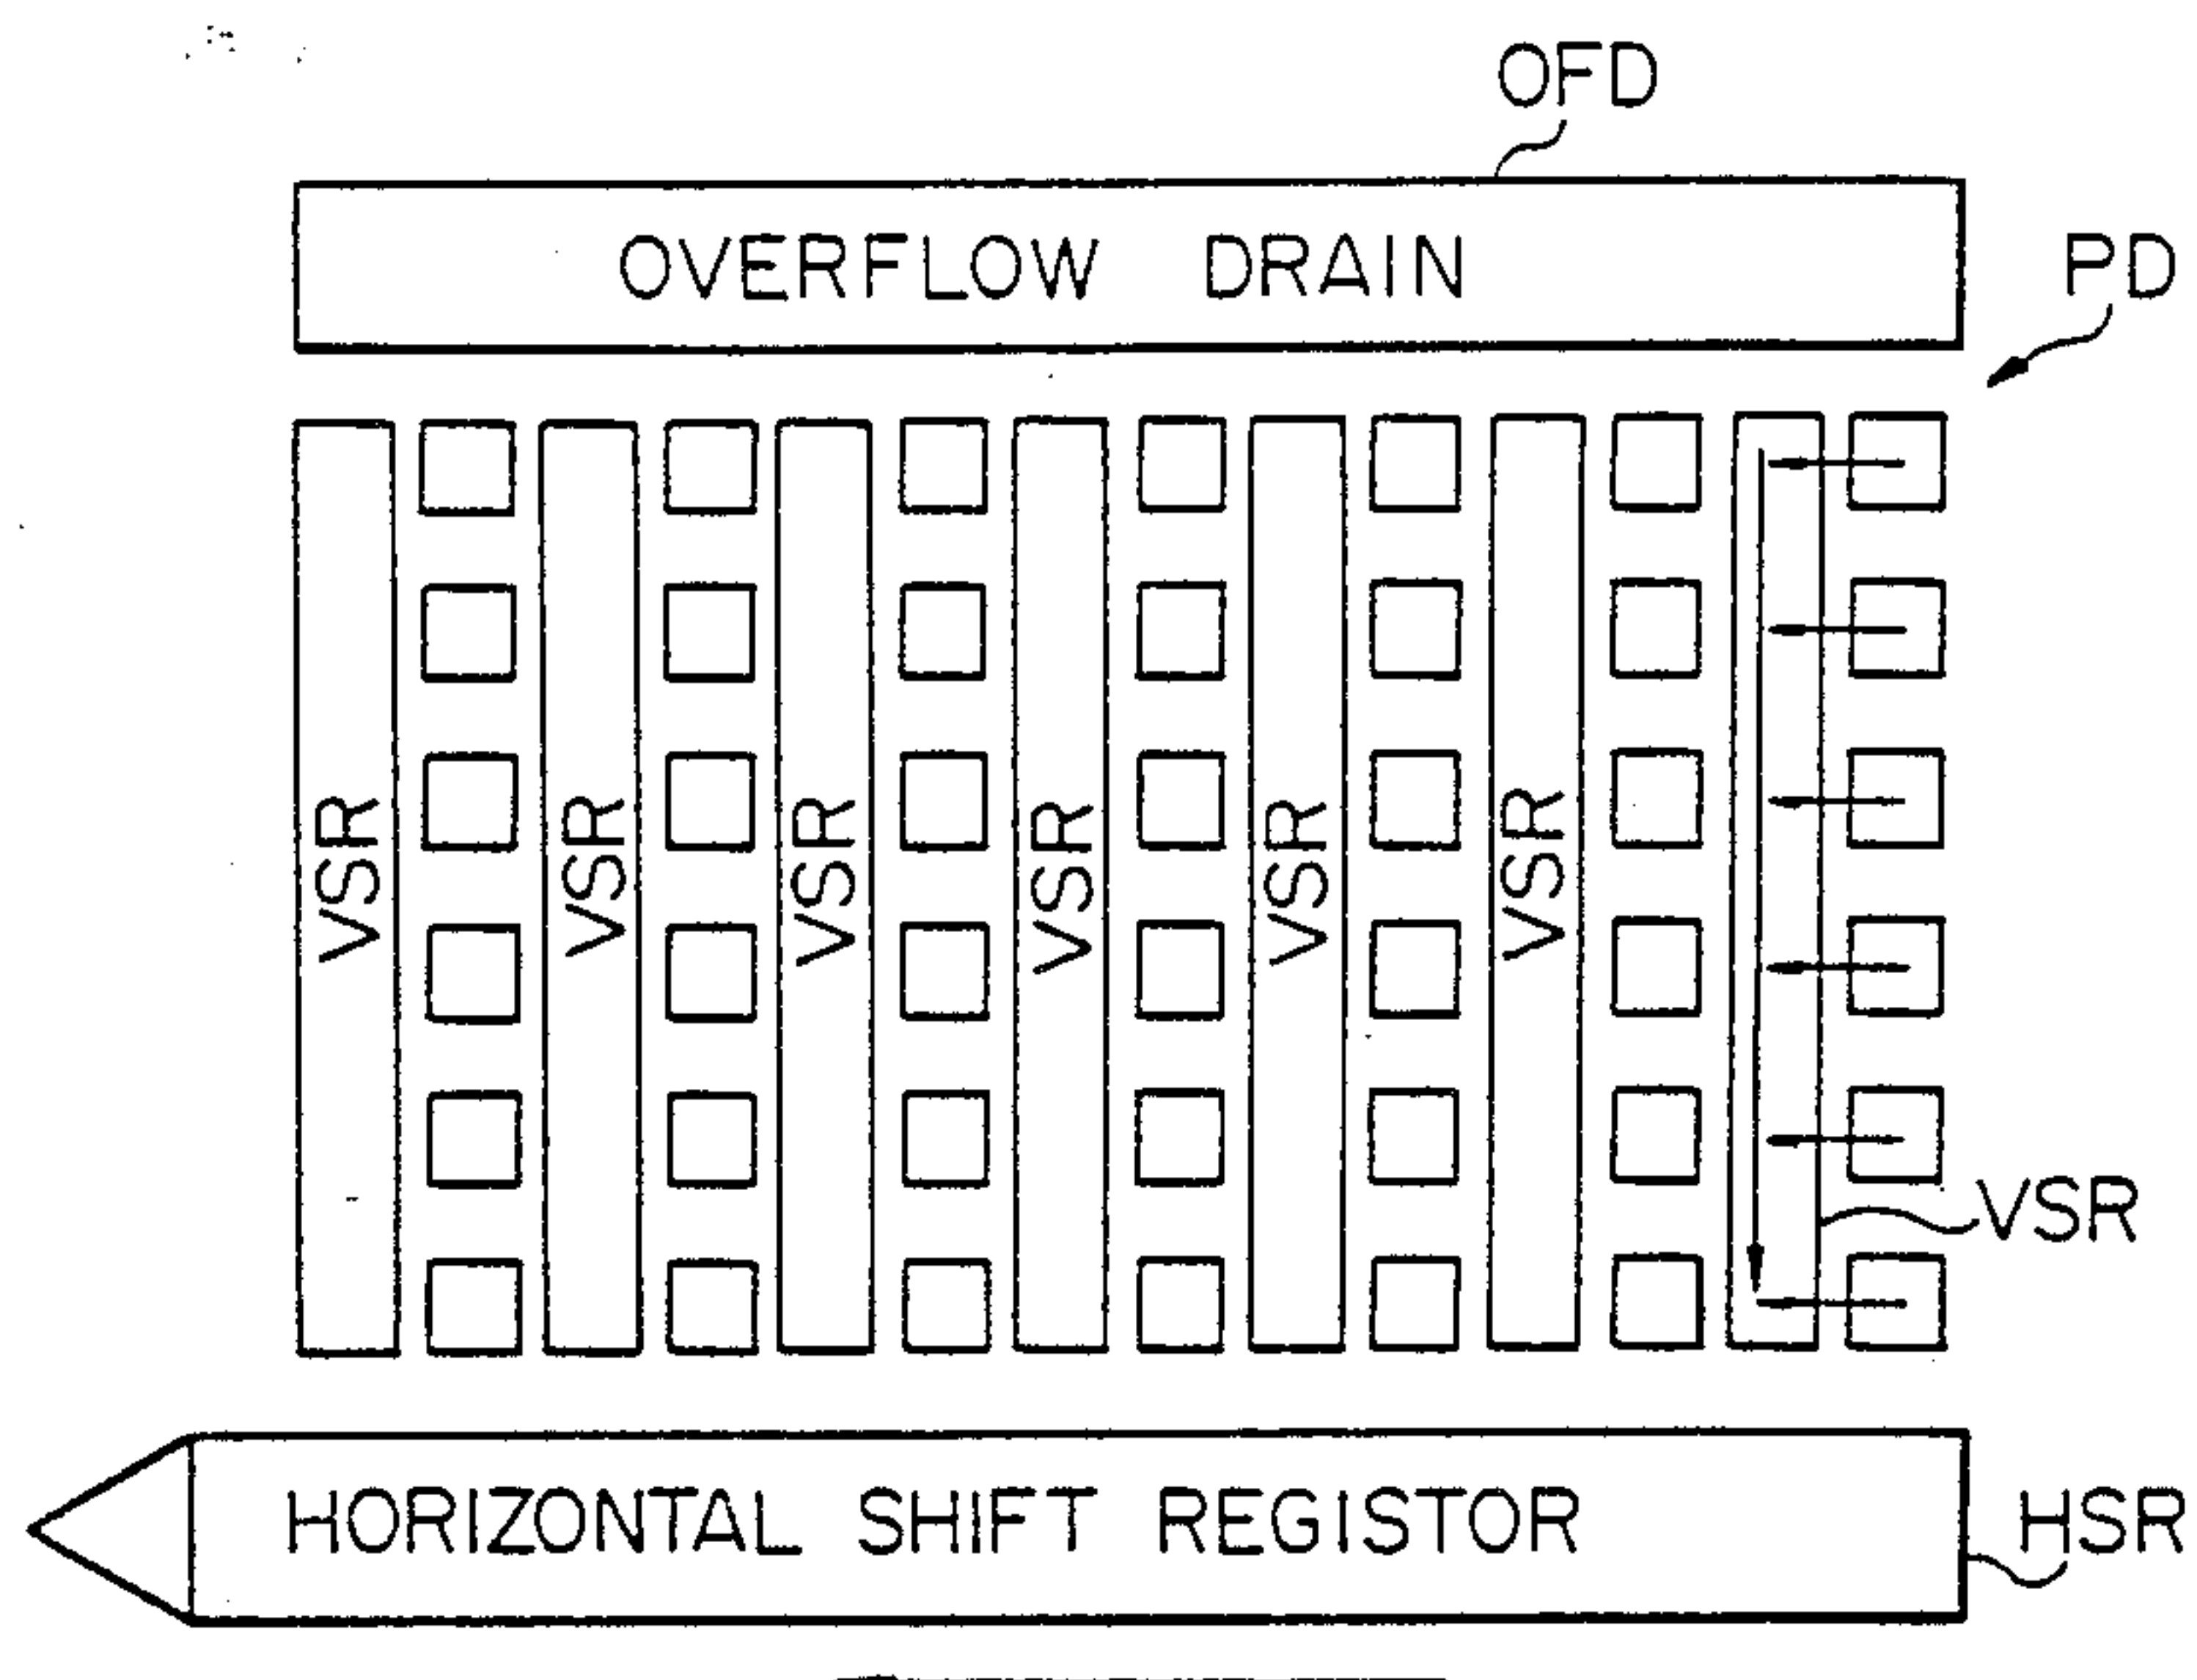 OFD
OVERFLOW DRAIN
PD
VSR
VSR
VSR
VSR
VSR
VSR
VSR
HORIZONTAL SHIFT REGISTOR
HSR